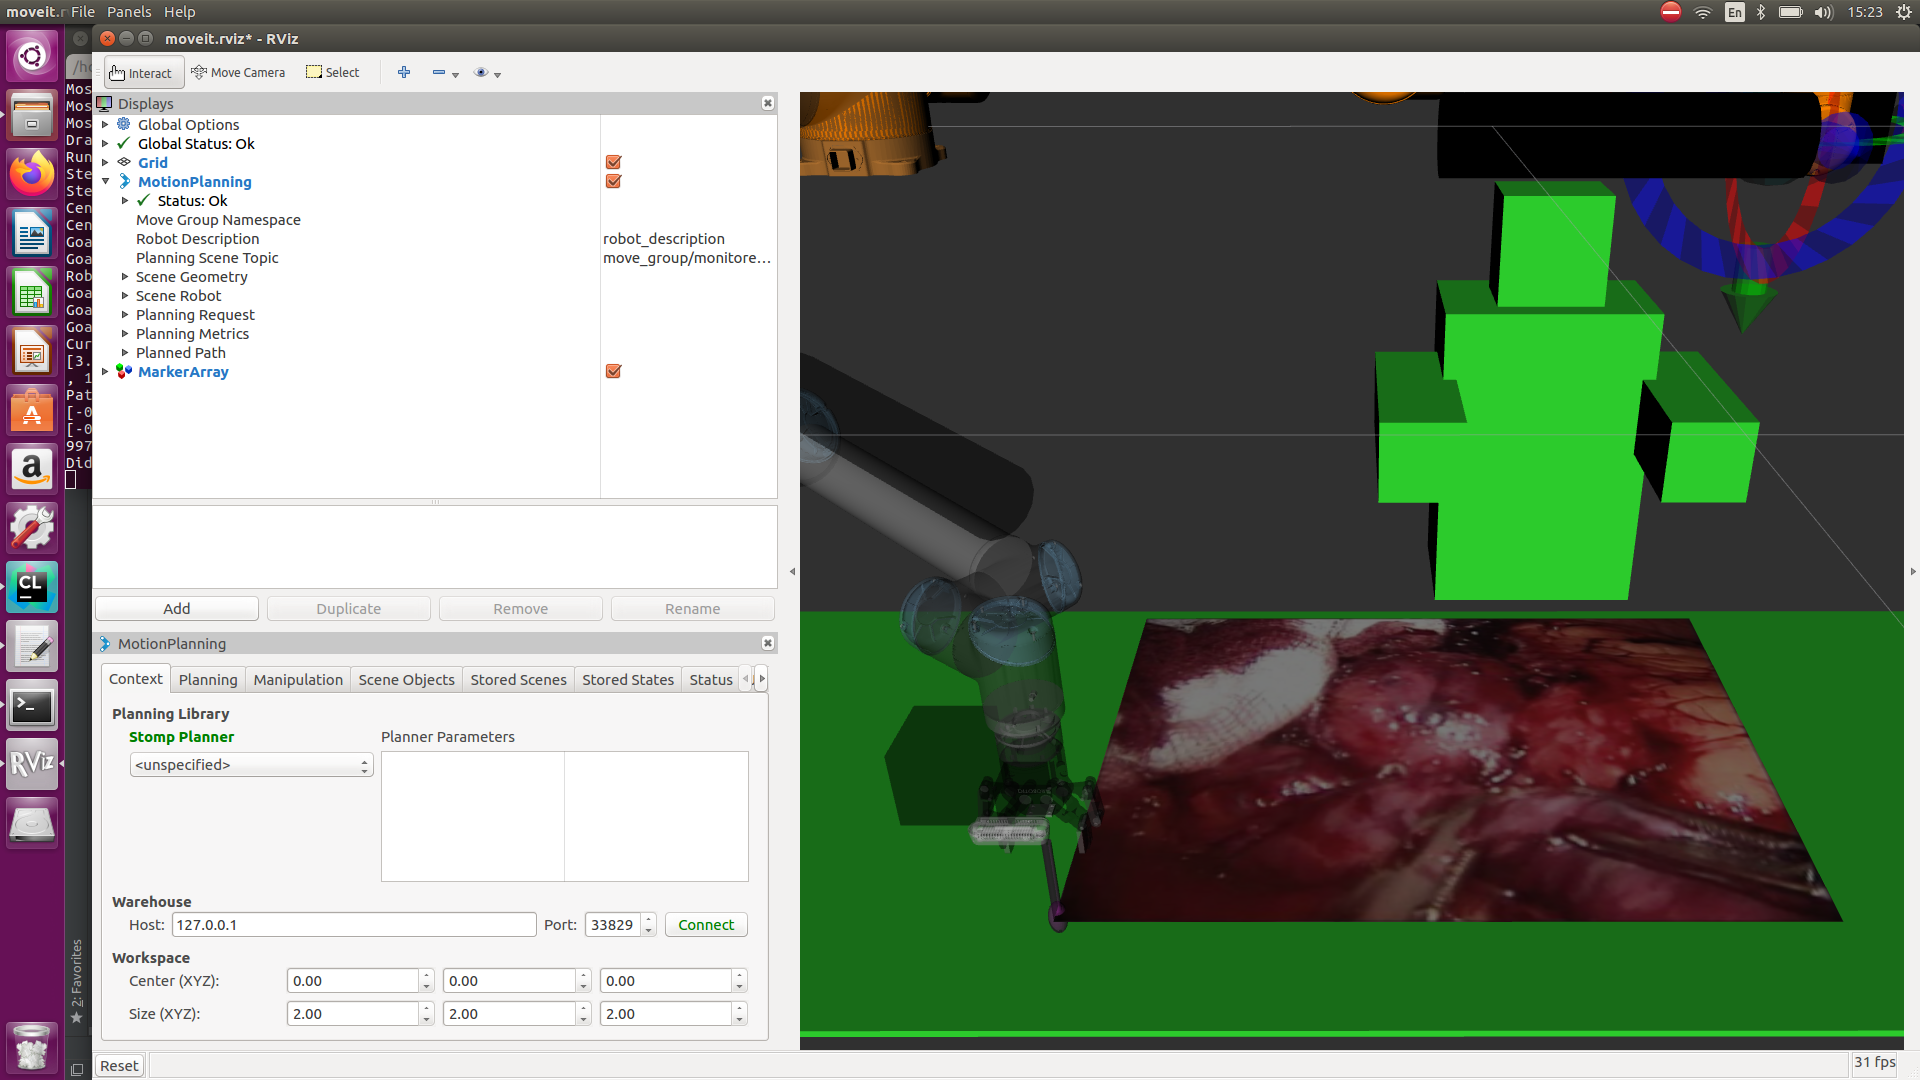 moveit.r File Panels Help
En 15:23
moveit.rviz* - RViz
Interact Move Camera Select
/ho
Mos
Mos
Mos
Dra
Run
Ste
Ste
Cen
Cen
Goa
Goa
Rob
Goa
Goa
Goa
Cur
[3.
, 1
Pat
[-0
[-0
997
Did
Displays
Global Options
Global Status: Ok
Grid
MotionPlanning
Status: Ok
Move Group Namespace
Robot Description robot_description
Planning Scene Topic move_group/monitore...
Scene Geometry
Scene Robot
Planning Request
Planning Metrics
Planned Path
MarkerArray
Add Duplicate Remove Rename
MotionPlanning
Context Planning Manipulation Scene Objects Stored Scenes Stored States Status
Planning Library
Stomp Planner Planner Parameters
<unspecified>
Warehouse
Host: 127.0.0.1 Port: 33829 Connect
Workspace
Center (XYZ): 0.00 0.00 0.00
Size (XYZ): 2.00 2.00 2.00
Reset
31 fps
2: Favorites
CL
RViz